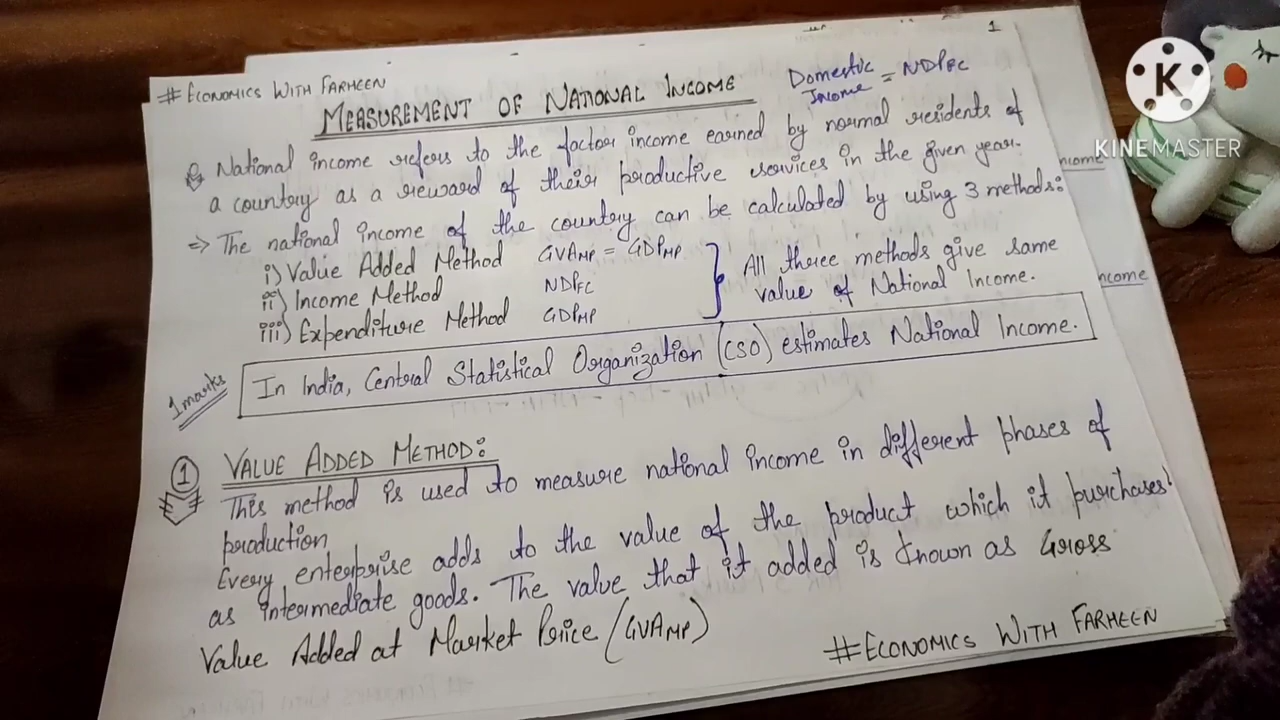 1
# ECONOMICS WITH FARHEEN
MEASUREMENT OF NATIONAL INCOME
Domestic Income = NDPFC
National income refers to the factor income earned by normal residents of
a country as a reward of their productive services in the given year.
⇒ The national income of the country can be calculated by using 3 methods:
i) Value Added Method GVAMP = GDPMP
ii) Income Method NDPFC
iii) Expenditure Method GDPMP
All three methods give same
value of National Income.
1marks
In India, Central Statistical Organization (CSO) estimates National Income.
1 VALUE ADDED METHOD:
This method is used to measure national income in different phases of
production
Every enterprise adds to the value of the product which it purchases
as intermediate goods. The value that it added is known as Gross
Value Added at Market Price (GVAMP)
#ECONOMICS WITH FARHEEN
ncome
ncome
K
KINEMASTER